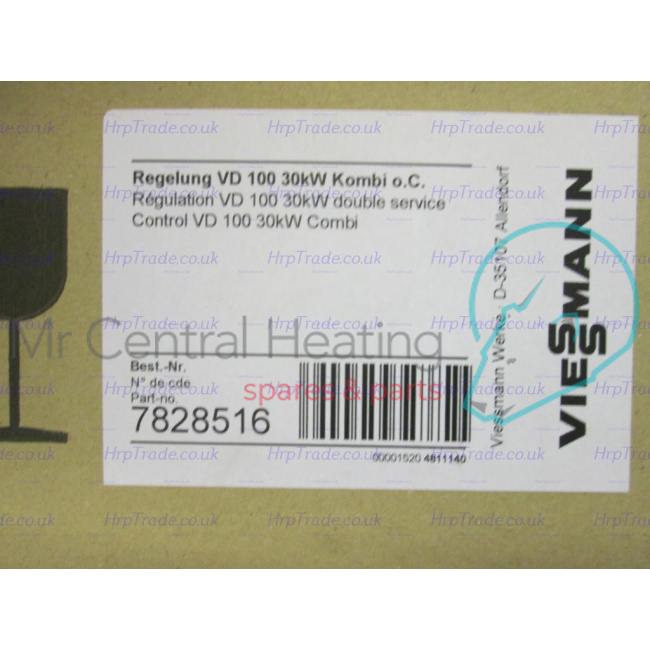 Regelung VD 100 30kW Kombi o.C.
Régulation VD 100 30kW double service
Control VD 100 30kW Combi
Mr Central Heating
spares & parts
Best.-Nr.
N° de cde
Part-no.
7828516
00001520 4811140
Viessmann Werke, D-35107 Allendorf
VIESSMANN
HrpTrade.co.uk